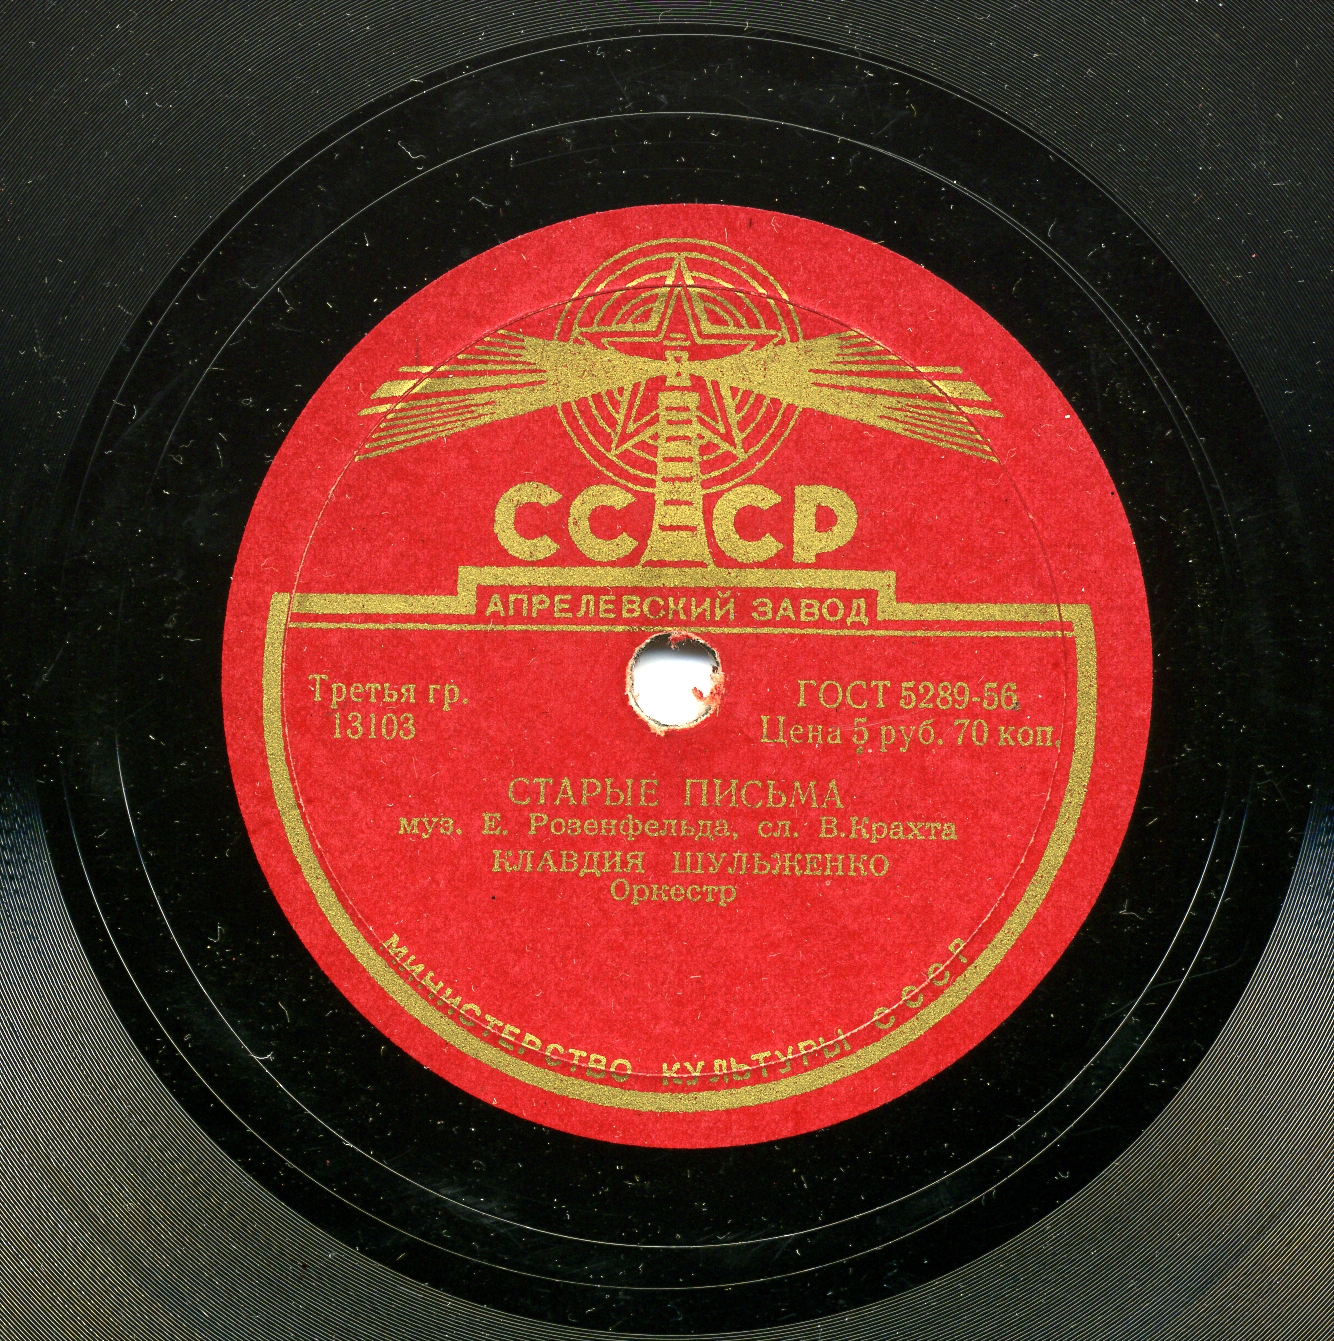 СССР
АПРЕЛЕВСКИЙ ЗАВОД
Третья гр.
13103
ГОСТ 5289-56
Цена 5 руб. 70 коп.
СТАРЫЕ ПИСЬМА
муз. Е. Розенфельда, сл. В.Крахта
КЛАВДИЯ ШУЛЬЖЕНКО
Оркестр
МИНИСТЕРСТВО КУЛЬТУРЫ СССР